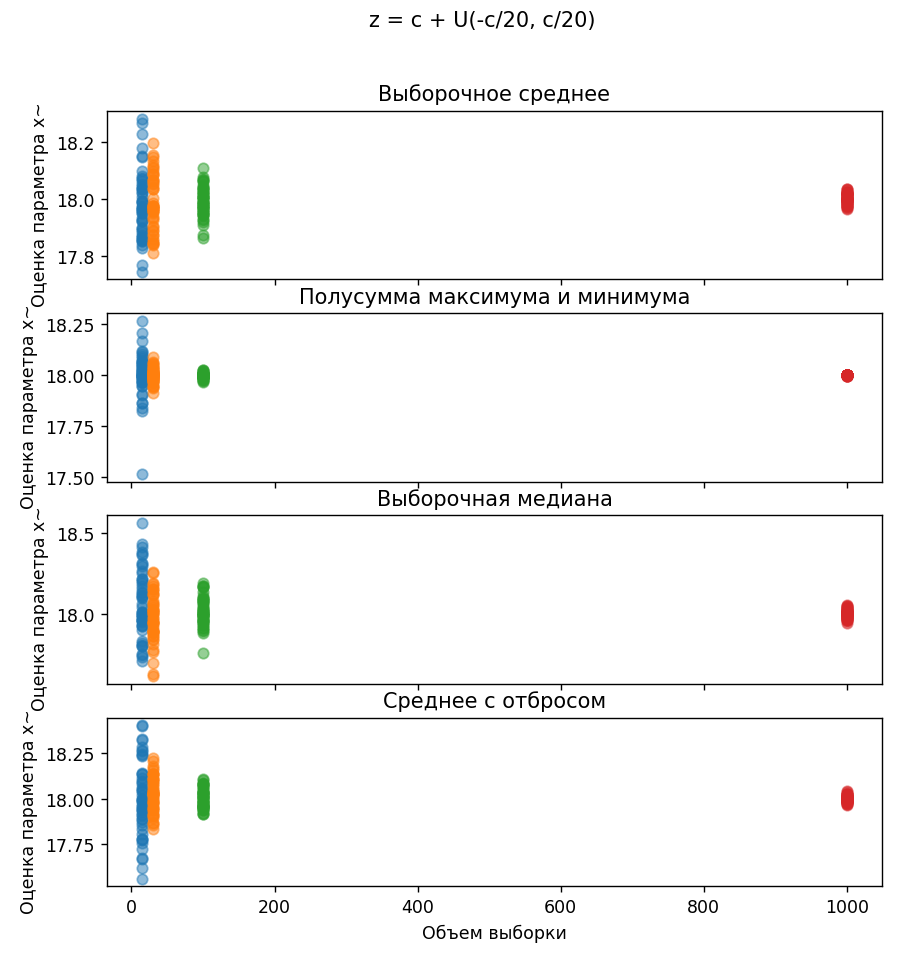 z = c + U(-c/20, c/20)
Выборочное среднее
Оценка параметра x~
18.2
18.0
17.8
Полусумма максимума и минимума
Оценка параметра x~
18.25
18.00
17.75
17.50
Выборочная медиана
Оценка параметра x~
18.5
18.0
Среднее с отбросом
Оценка параметра x~
18.25
18.00
17.75
0 200 400 600 800 1000
Объем выборки